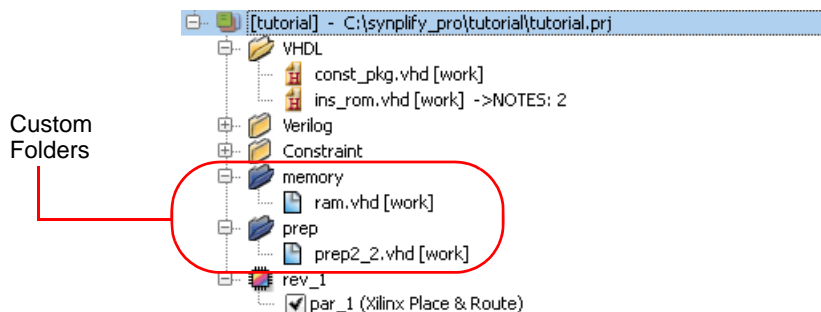 [tutorial] - C:\synplify_pro\tutorial\tutorial.prj
VHDL
const_pkg.vhd [work]
ins_rom.vhd [work] ->NOTES: 2
Verilog
Constraint
memory
ram.vhd [work]
prep
prep2_2.vhd [work]
rev_1
par_1 (Xilinx Place & Route)
Custom
Folders